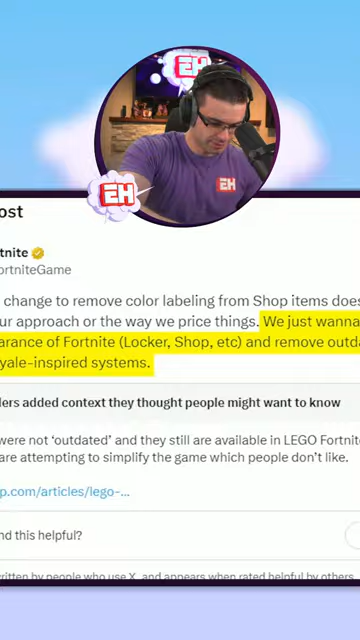 EH
EH
EH
ost
tnite
ortniteGame
change to remove color labeling from Shop items does
ur approach or the way we price things. We just wanna
arance of Fortnite (Locker, Shop, etc) and remove outda
yale-inspired systems.
ders added context they thought people might want to know
were not ‘outdated’ and they still are available in LEGO Fortnite
are attempting to simplify the game which people don’t like.
p.com/articles/lego-...
nd this helpful?
written by people who use X, and appears when rated helpful by others